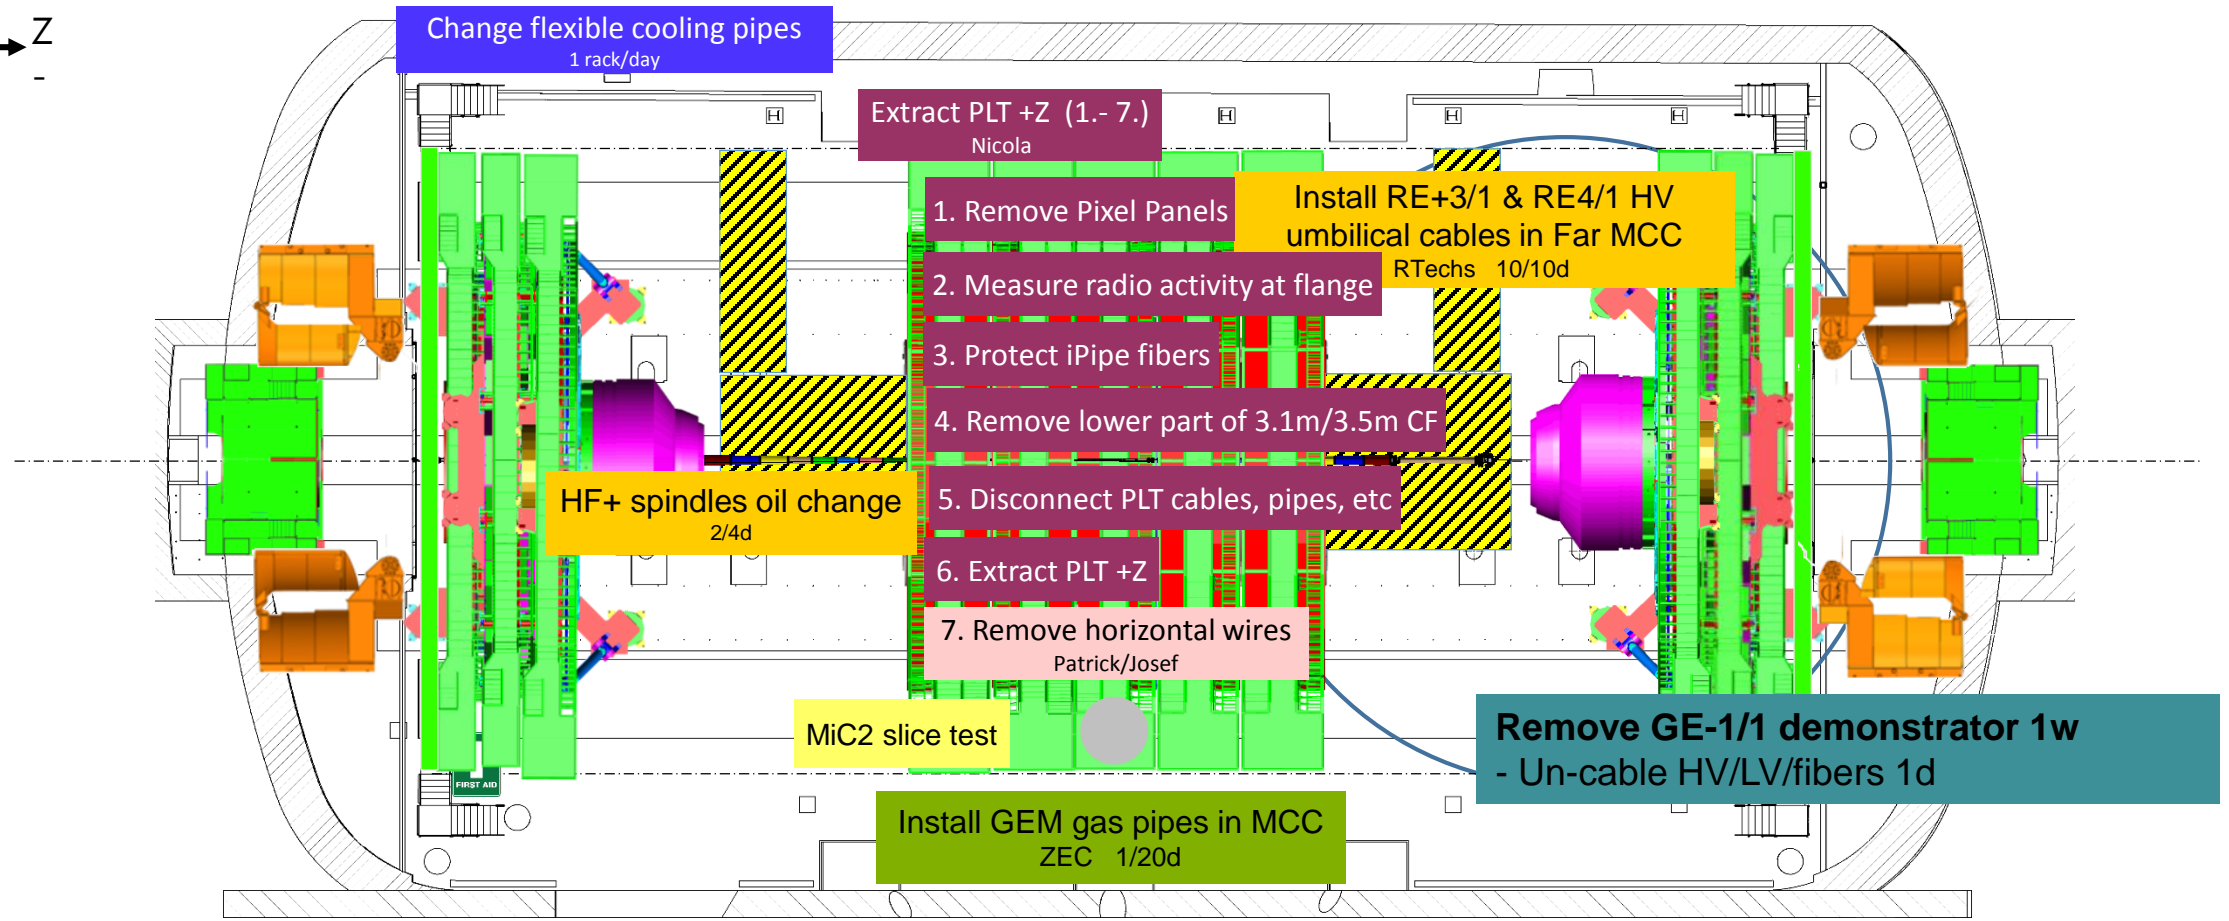 Z
-
Change flexible cooling pipes
1 rack/day
Extract PLT +Z (1.- 7.)
Nicola
H
H
H
H
1. Remove Pixel Panels
Install RE+3/1 & RE4/1 HV
umbilical cables in Far MCC
RTechs 10/10d
2. Measure radio activity at flange
3. Protect iPipe fibers
4. Remove lower part of 3.1m/3.5m CF
HF+ spindles oil change
2/4d
5. Disconnect PLT cables, pipes, etc
6. Extract PLT +Z
7. Remove horizontal wires
Patrick/Josef
MiC2 slice test
Remove GE-1/1 demonstrator 1w
- Un-cable HV/LV/fibers 1d
FIRST AID
Install GEM gas pipes in MCC
ZEC 1/20d